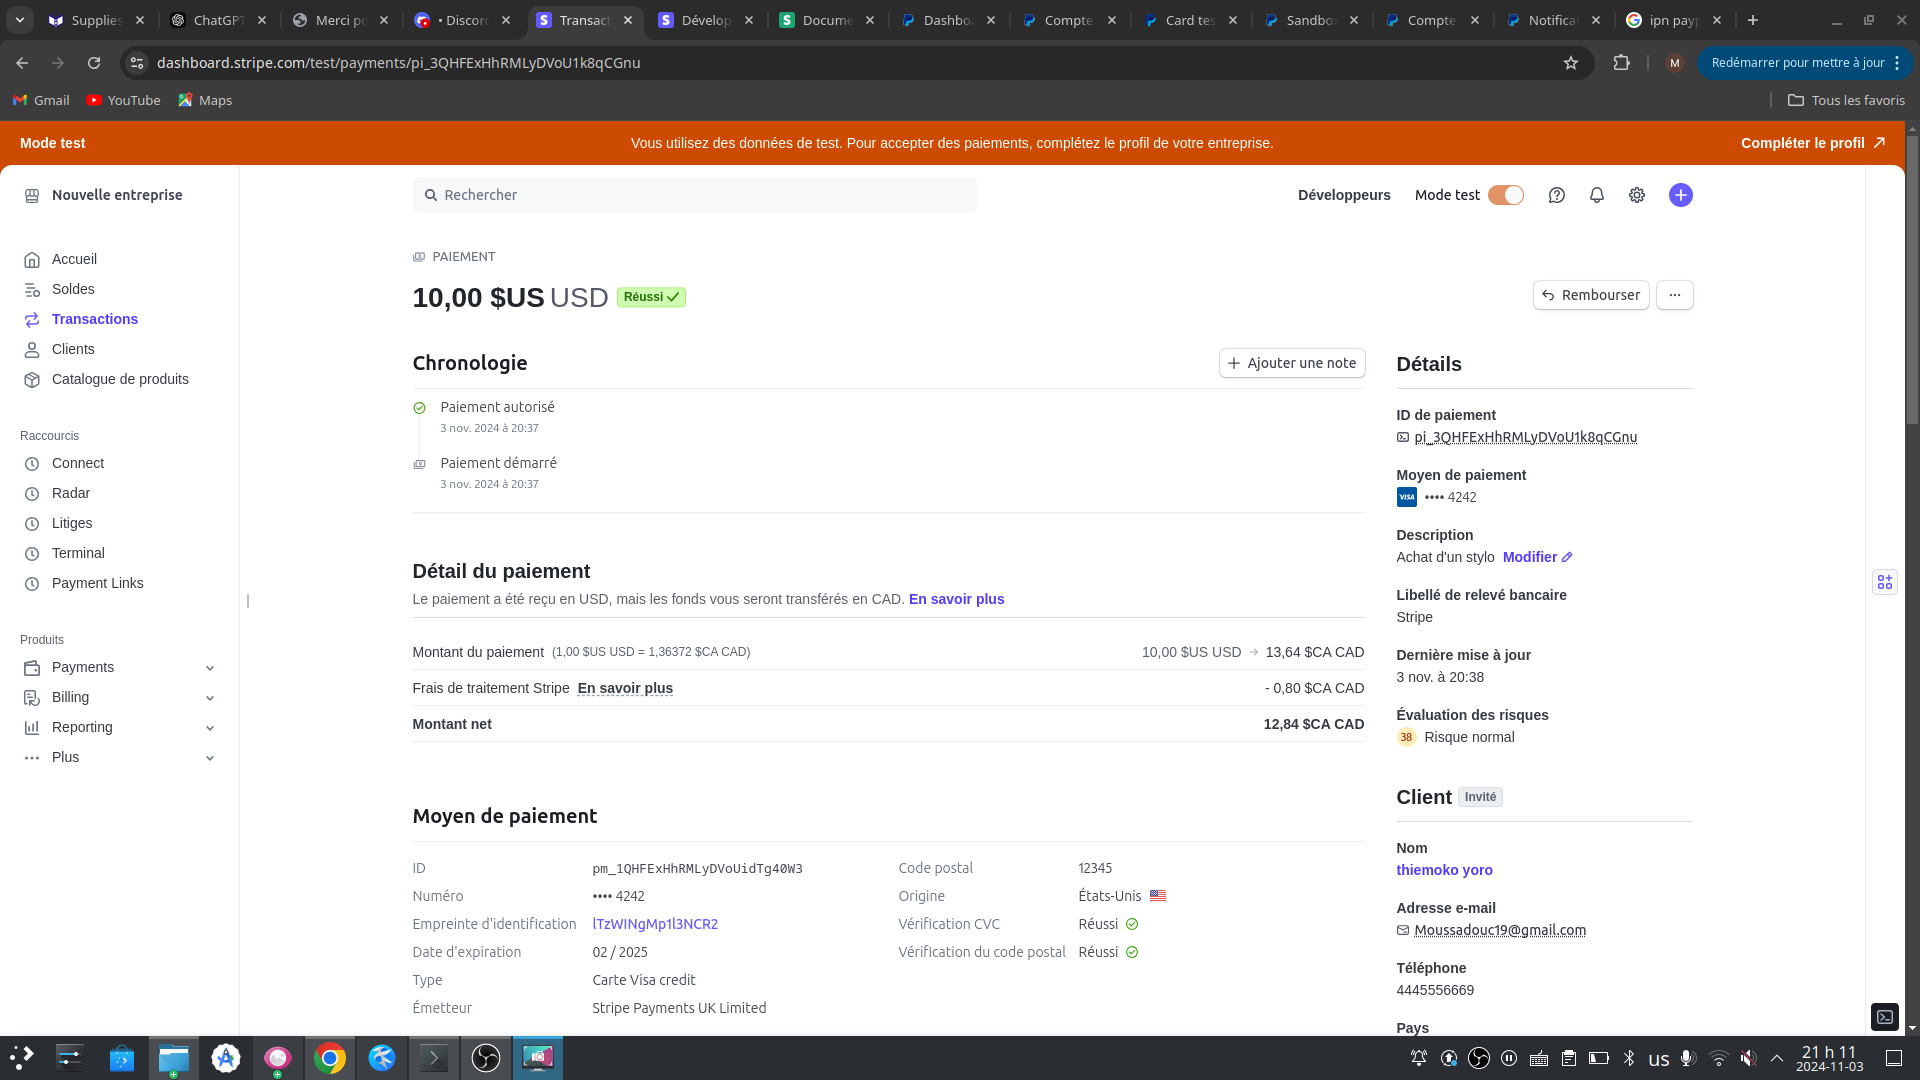 Supplies
ChatGPT
Merci po
• Discord
Transact
Dévelop
Docume
Dashboa
Compte
Card tes
Sandbo
Compte
Notificat
ipn payp
dashboard.stripe.com/test/payments/pi_3QHFExHhRMLyDVoU1k8qCGnu
M
Redémarrer pour mettre à jour
Gmail
YouTube
Maps
Tous les favoris
Mode test
Vous utilisez des données de test. Pour accepter des paiements, complétez le profil de votre entreprise.
Compléter le profil
Nouvelle entreprise
Rechercher
Développeurs
Mode test
Accueil
Soldes
Transactions
Clients
Catalogue de produits
Raccourcis
Connect
Radar
Litiges
Terminal
Payment Links
Produits
Payments
Billing
Reporting
Plus
PAIEMENT
10,00 $US USD Réussi
Rembourser
Chronologie
Ajouter une note
Paiement autorisé
3 nov. 2024 à 20:37
Paiement démarré
3 nov. 2024 à 20:37
Détail du paiement
Le paiement a été reçu en USD, mais les fonds vous seront transférés en CAD. En savoir plus
Montant du paiement (1,00 $US USD = 1,36372 $CA CAD) 10,00 $US USD → 13,64 $CA CAD
Frais de traitement Stripe En savoir plus - 0,80 $CA CAD
Montant net 12,84 $CA CAD
Moyen de paiement
ID pm_1QHFExHhRMLyDVoUidTg40W3
Numéro •••• 4242
Empreinte d'identification lTzWINgMp1l3NCR2
Date d'expiration 02 / 2025
Type Carte Visa credit
Émetteur Stripe Payments UK Limited
Code postal 12345
Origine États-Unis
Vérification CVC Réussi
Vérification du code postal Réussi
Détails
ID de paiement
pi_3QHFExHhRMLyDVoU1k8qCGnu
Moyen de paiement
VISA •••• 4242
Description
Achat d'un stylo Modifier
Libellé de relevé bancaire
Stripe
Dernière mise à jour
3 nov. à 20:38
Évaluation des risques
38 Risque normal
Client Invité
Nom
thiemoko yoro
Adresse e-mail
Moussadouc19@gmail.com
Téléphone
4445556669
Pays
us
21 h 11
2024-11-03